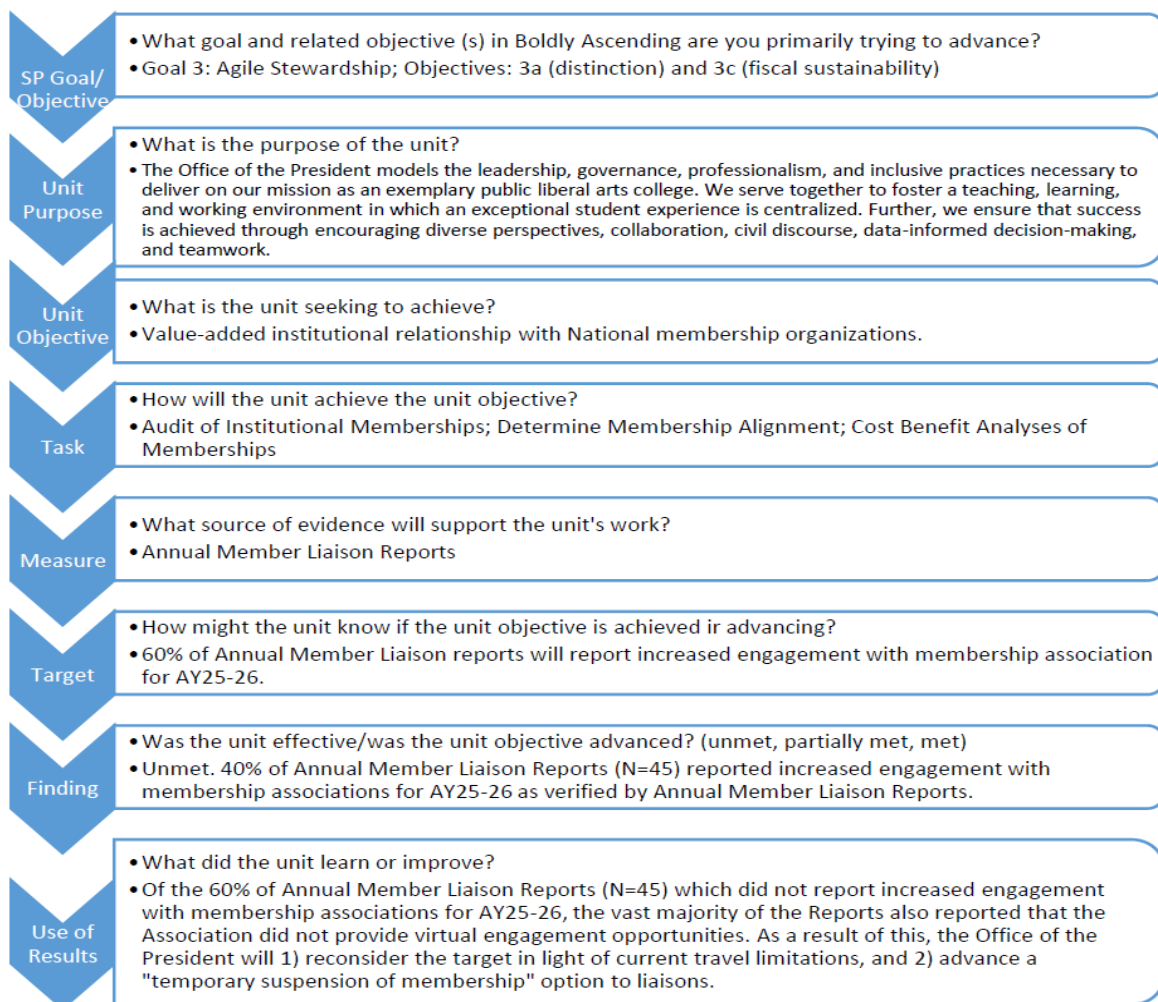 SP Goal/
Objective
• What goal and related objective (s) in Boldly Ascending are you primarily trying to advance?
• Goal 3: Agile Stewardship; Objectives: 3a (distinction) and 3c (fiscal sustainability)
Unit
Purpose
• What is the purpose of the unit?
• The Office of the President models the leadership, governance, professionalism, and inclusive practices necessary to
deliver on our mission as an exemplary public liberal arts college. We serve together to foster a teaching, learning,
and working environment in which an exceptional student experience is centralized. Further, we ensure that success
is achieved through encouraging diverse perspectives, collaboration, civil discourse, data-informed decision-making,
and teamwork.
Unit
Objective
• What is the unit seeking to achieve?
• Value-added institutional relationship with National membership organizations.
Task
• How will the unit achieve the unit objective?
• Audit of Institutional Memberships; Determine Membership Alignment; Cost Benefit Analyses of
Memberships
Measure
• What source of evidence will support the unit's work?
• Annual Member Liaison Reports
Target
• How might the unit know if the unit objective is achieved ir advancing?
• 60% of Annual Member Liaison reports will report increased engagement with membership association
for AY25-26.
Finding
• Was the unit effective/was the unit objective advanced? (unmet, partially met, met)
• Unmet. 40% of Annual Member Liaison Reports (N=45) reported increased engagement with
membership associations for AY25-26 as verified by Annual Member Liaison Reports.
Use of
Results
• What did the unit learn or improve?
• Of the 60% of Annual Member Liaison Reports (N=45) which did not report increased engagement
with membership associations for AY25-26, the vast majority of the Reports also reported that the
Association did not provide virtual engagement opportunities. As a result of this, the Office of the
President will 1) reconsider the target in light of current travel limitations, and 2) advance a
"temporary suspension of membership" option to liaisons.